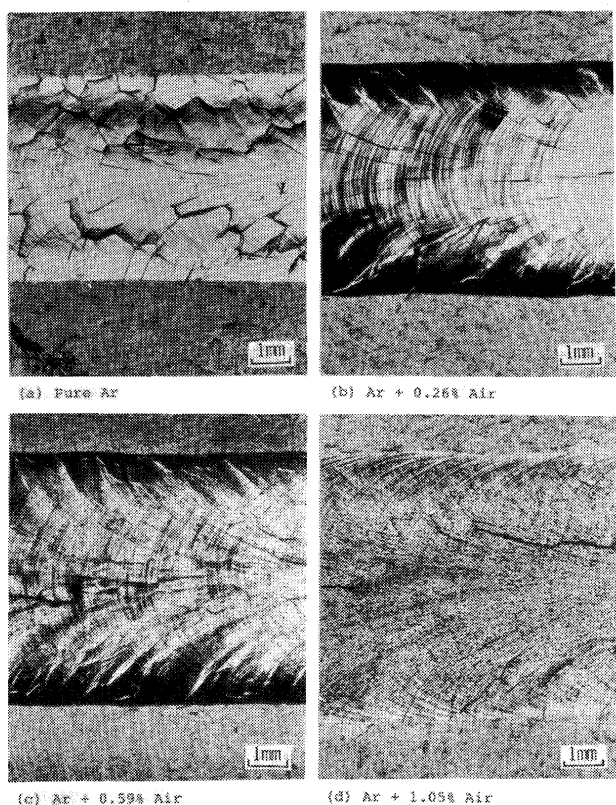 1mm
1mm
(a) Pure Ar
(b) Ar + 0.26% Air
1mm
1mm
(c) Ar + 0.59% Air
(d) Ar + 1.05% Air